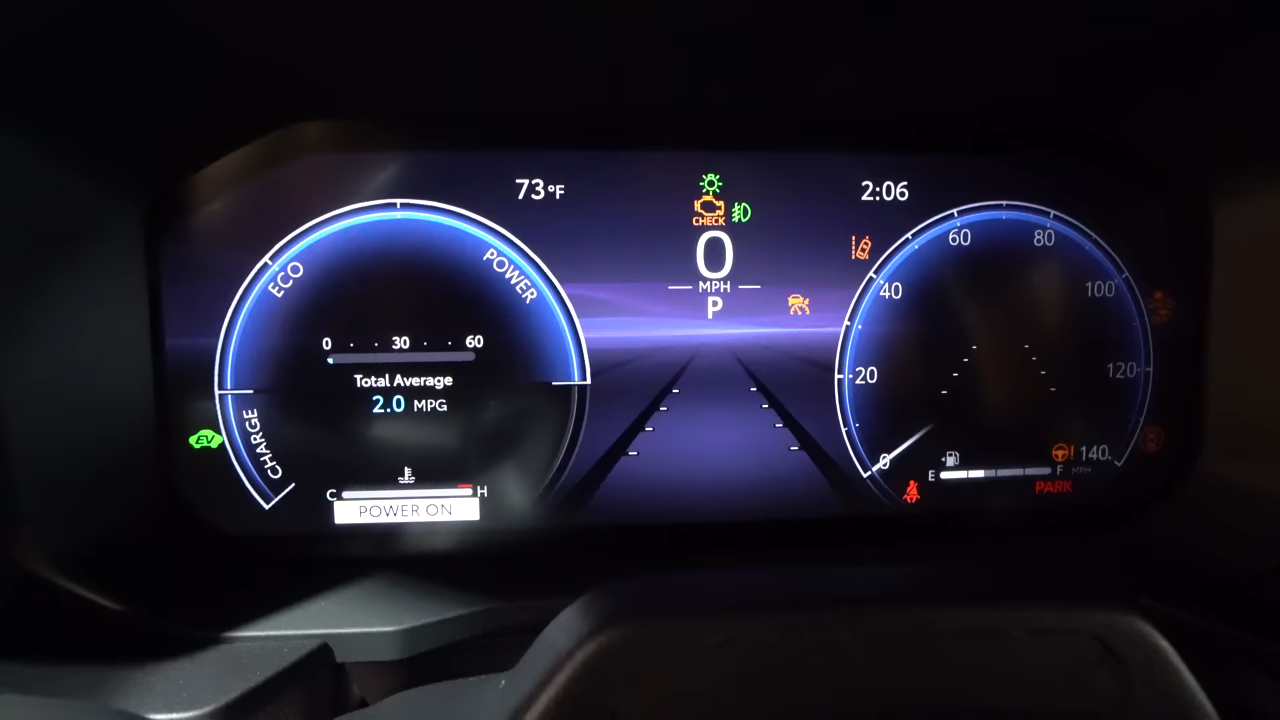 73°F
2:06
CHECK
0
MPH
P
ECO
POWER
CHARGE
0 30 60
Total Average
2.0 MPG
EV
C H
POWER ON
0
20
40
60
80
100
120
140
MPH
E F
PARK